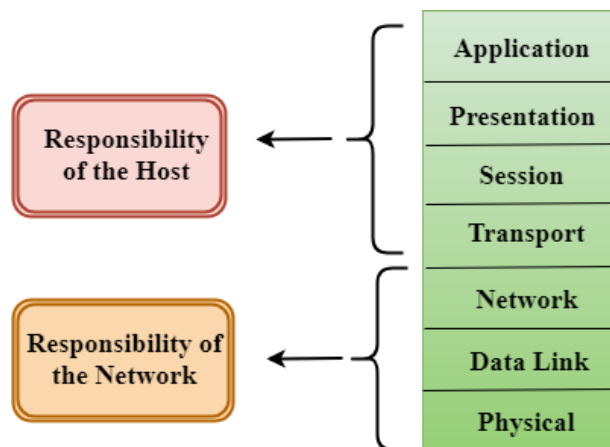 Responsibility
of the Host
Responsibility of
the Network
Application
Presentation
Session
Transport
Network
Data Link
Physical